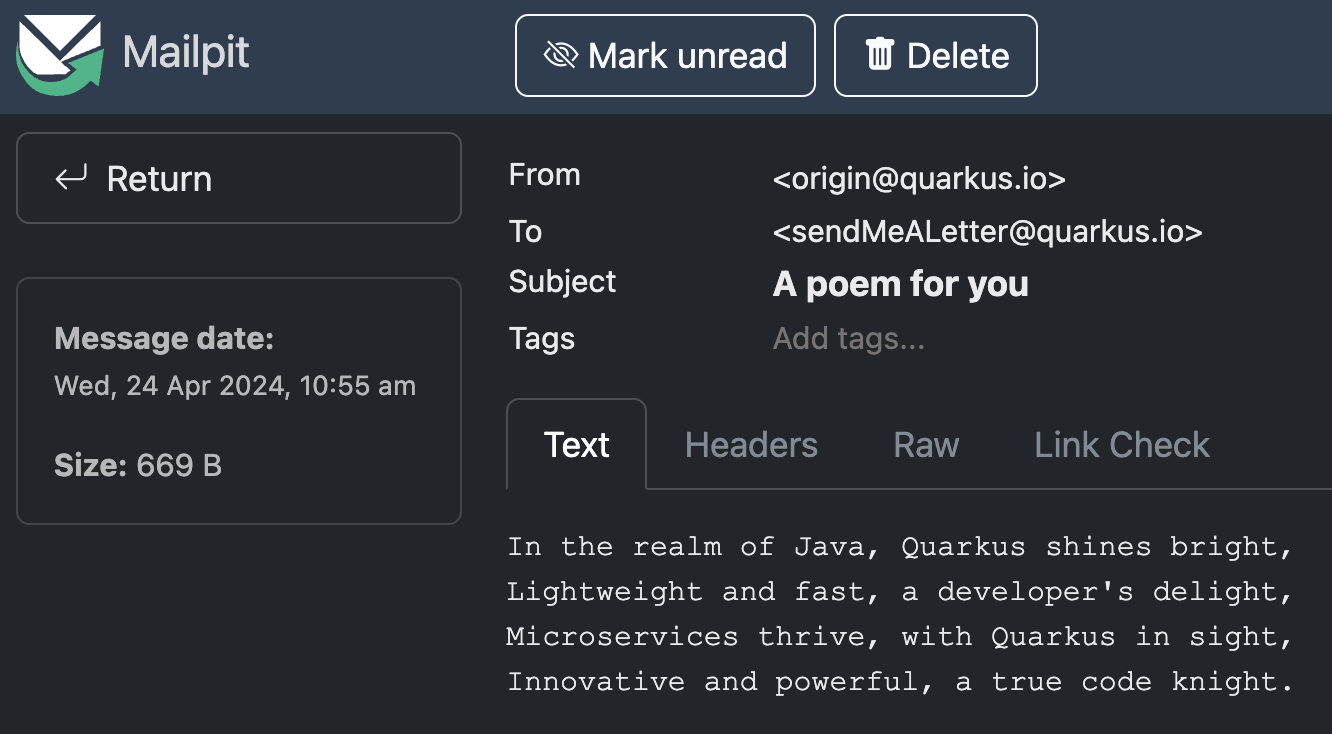 Mailpit
Mark unread
Delete
Return
Message date:
Wed, 24 Apr 2024, 10:55 am
Size: 669 B
From <origin@quarkus.io>
To <sendMeALetter@quarkus.io>
Subject A poem for you
Tags Add tags...
Text Headers Raw Link Check
In the realm of Java, Quarkus shines bright,
Lightweight and fast, a developer's delight,
Microservices thrive, with Quarkus in sight,
Innovative and powerful, a true code knight.